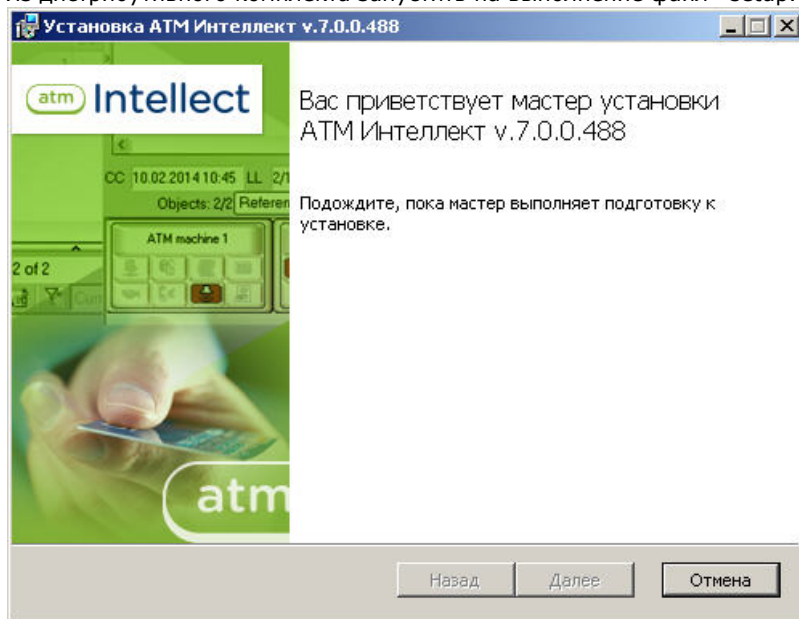 Установка АТМ Интеллект v.7.0.0.488
atm Intellect
Вас приветствует мастер установки
АТМ Интеллект v.7.0.0.488
CC 10.02.2014 10:45 LL
Objects: 2/2
Подождите, пока мастер выполняет подготовку к
установке.
ATM machine 1
2 of 2
atm
Назад
Далее
Отмена